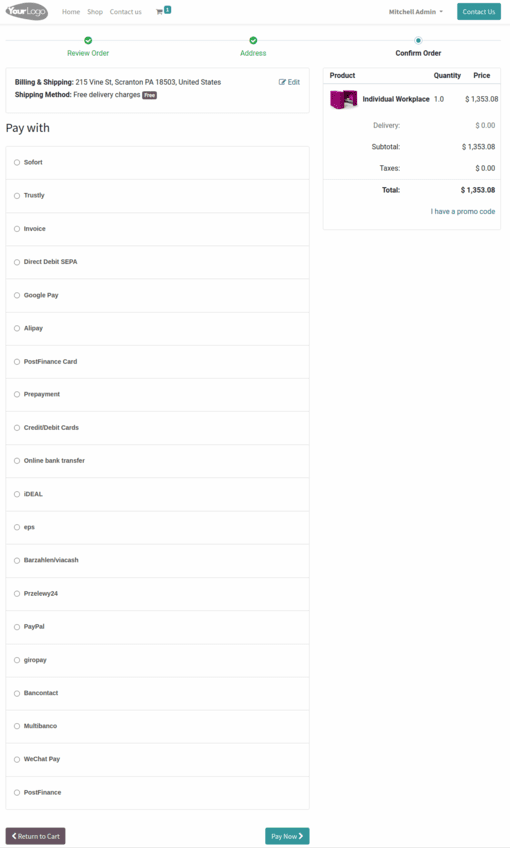 YourLogo Home Shop Contact us 1 Mitchell Admin Contact Us
Review Order Address Confirm Order
Billing & Shipping: 215 Vine St, Scranton PA 18503, United States Edit
Shipping Method: Free delivery charges Free
Pay with
Sofort
Trustly
Invoice
Direct Debit SEPA
Google Pay
Alipay
PostFinance Card
Prepayment
Credit/Debit Cards
Online bank transfer
iDEAL
eps
Barzahlen/viacash
Przelewy24
PayPal
giropay
Bancontact
Multibanco
WeChat Pay
PostFinance
Return to Cart Pay Now
Product Quantity Price
Individual Workplace 1.0 $ 1,353.08
Delivery: $ 0.00
Subtotal: $ 1,353.08
Taxes: $ 0.00
Total: $ 1,353.08
I have a promo code